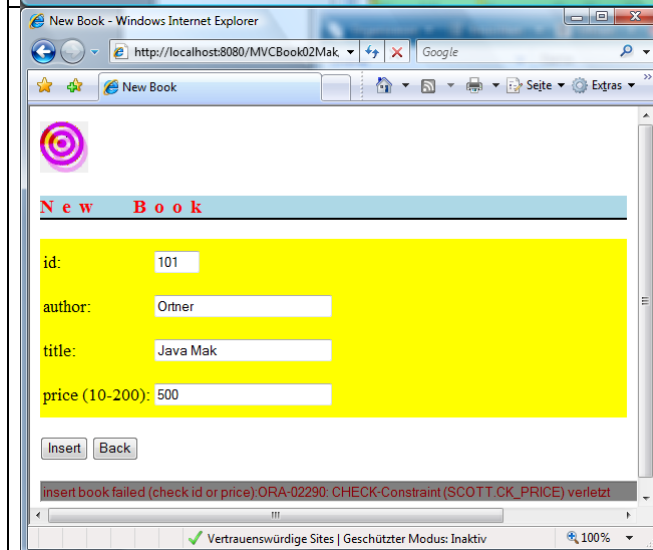 New Book - Windows Internet Explorer
http://localhost:8080/MVCBook02Mak,
Google
New Book
Seite
Extras
New Book
id: 101
author: Ortner
title: Java Mak
price (10-200): 500
Insert Back
insert book failed (check id or price):ORA-02290: CHECK-Constraint (SCOTT.CK_PRICE) verletzt
Vertrauenswürdige Sites | Geschützter Modus: Inaktiv
100%